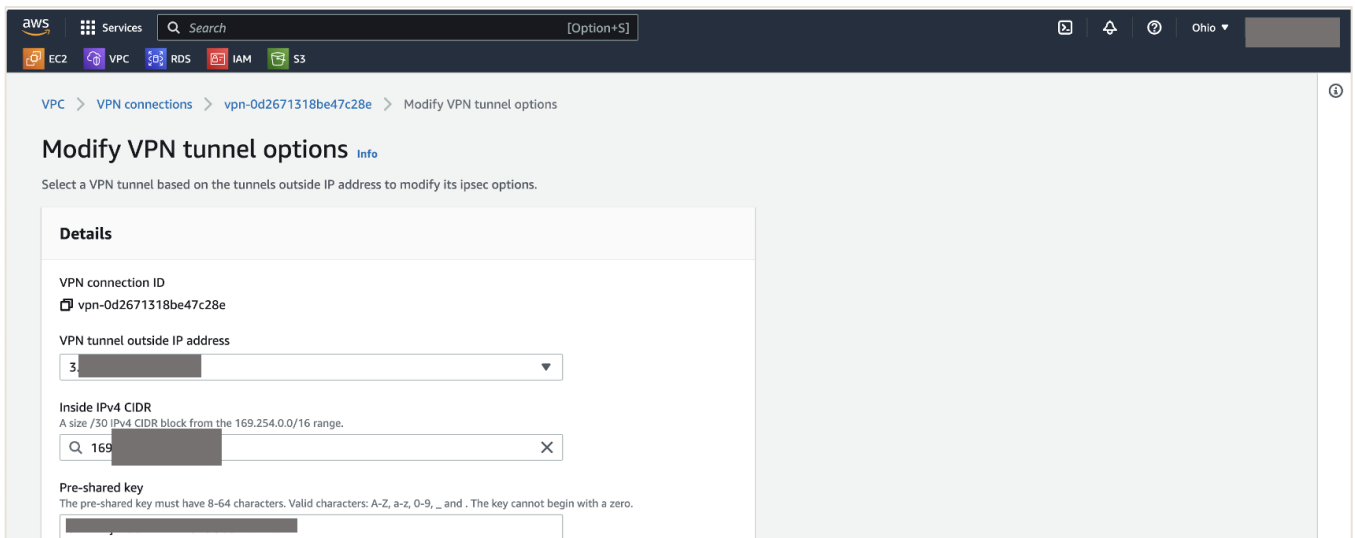 aws
Services
Search [Option+S]
Ohio
EC2 VPC RDS IAM S3
VPC > VPN connections > vpn-0d2671318be47c28e > Modify VPN tunnel options
Modify VPN tunnel options Info
Select a VPN tunnel based on the tunnels outside IP address to modify its ipsec options.
Details
VPN connection ID
vpn-0d2671318be47c28e
VPN tunnel outside IP address
3.
Inside IPv4 CIDR
A size /30 IPv4 CIDR block from the 169.254.0.0/16 range.
169
Pre-shared key
The pre-shared key must have 8-64 characters. Valid characters: A-Z, a-z, 0-9, _ and . The key cannot begin with a zero.